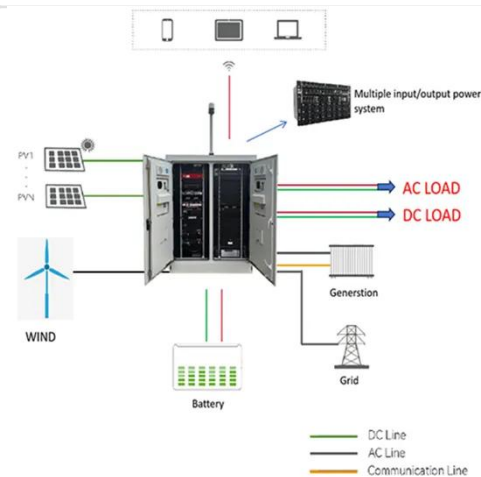 Multiple input/output power
system
PV1
PVN
AC LOAD
DC LOAD
WIND
Generstion
Grid
Battery
DC Line
AC Line
Communication Line